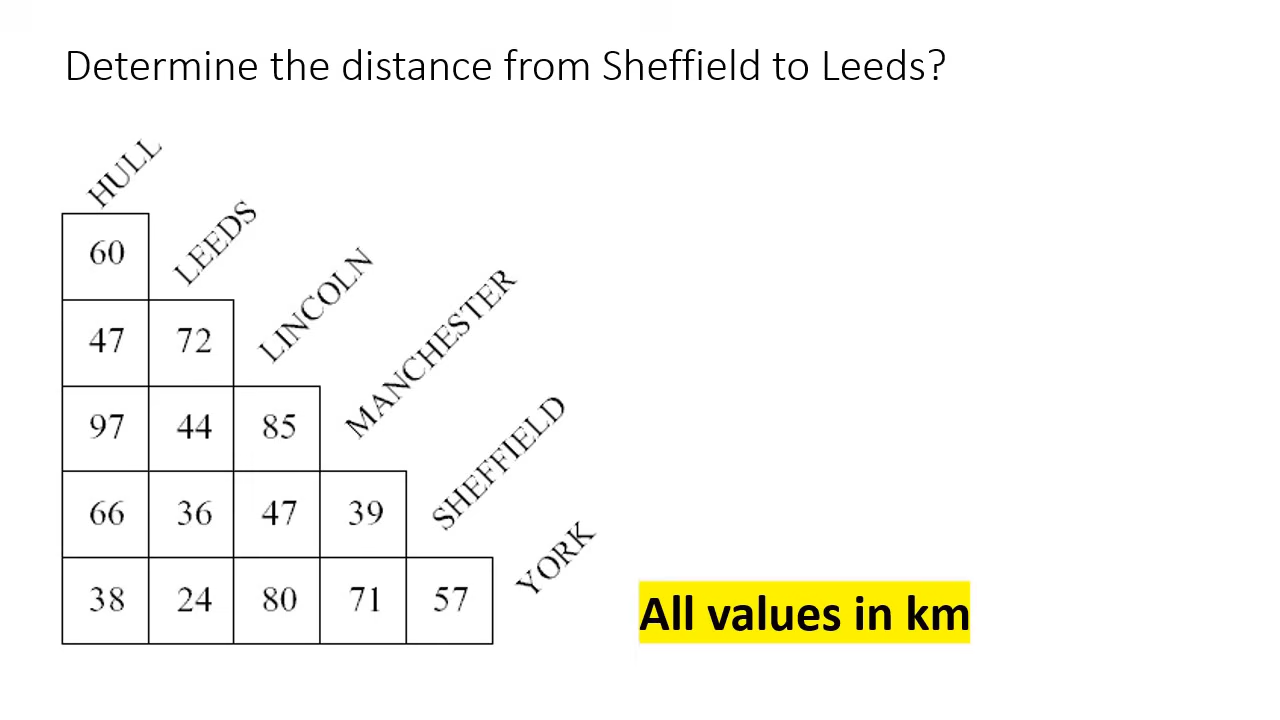 Determine the distance from Sheffield to Leeds?
HULL
60 LEEDS
47 72 LINCOLN
97 44 85 MANCHESTER
66 36 47 39 SHEFFIELD
38 24 80 71 57 YORK
All values in km